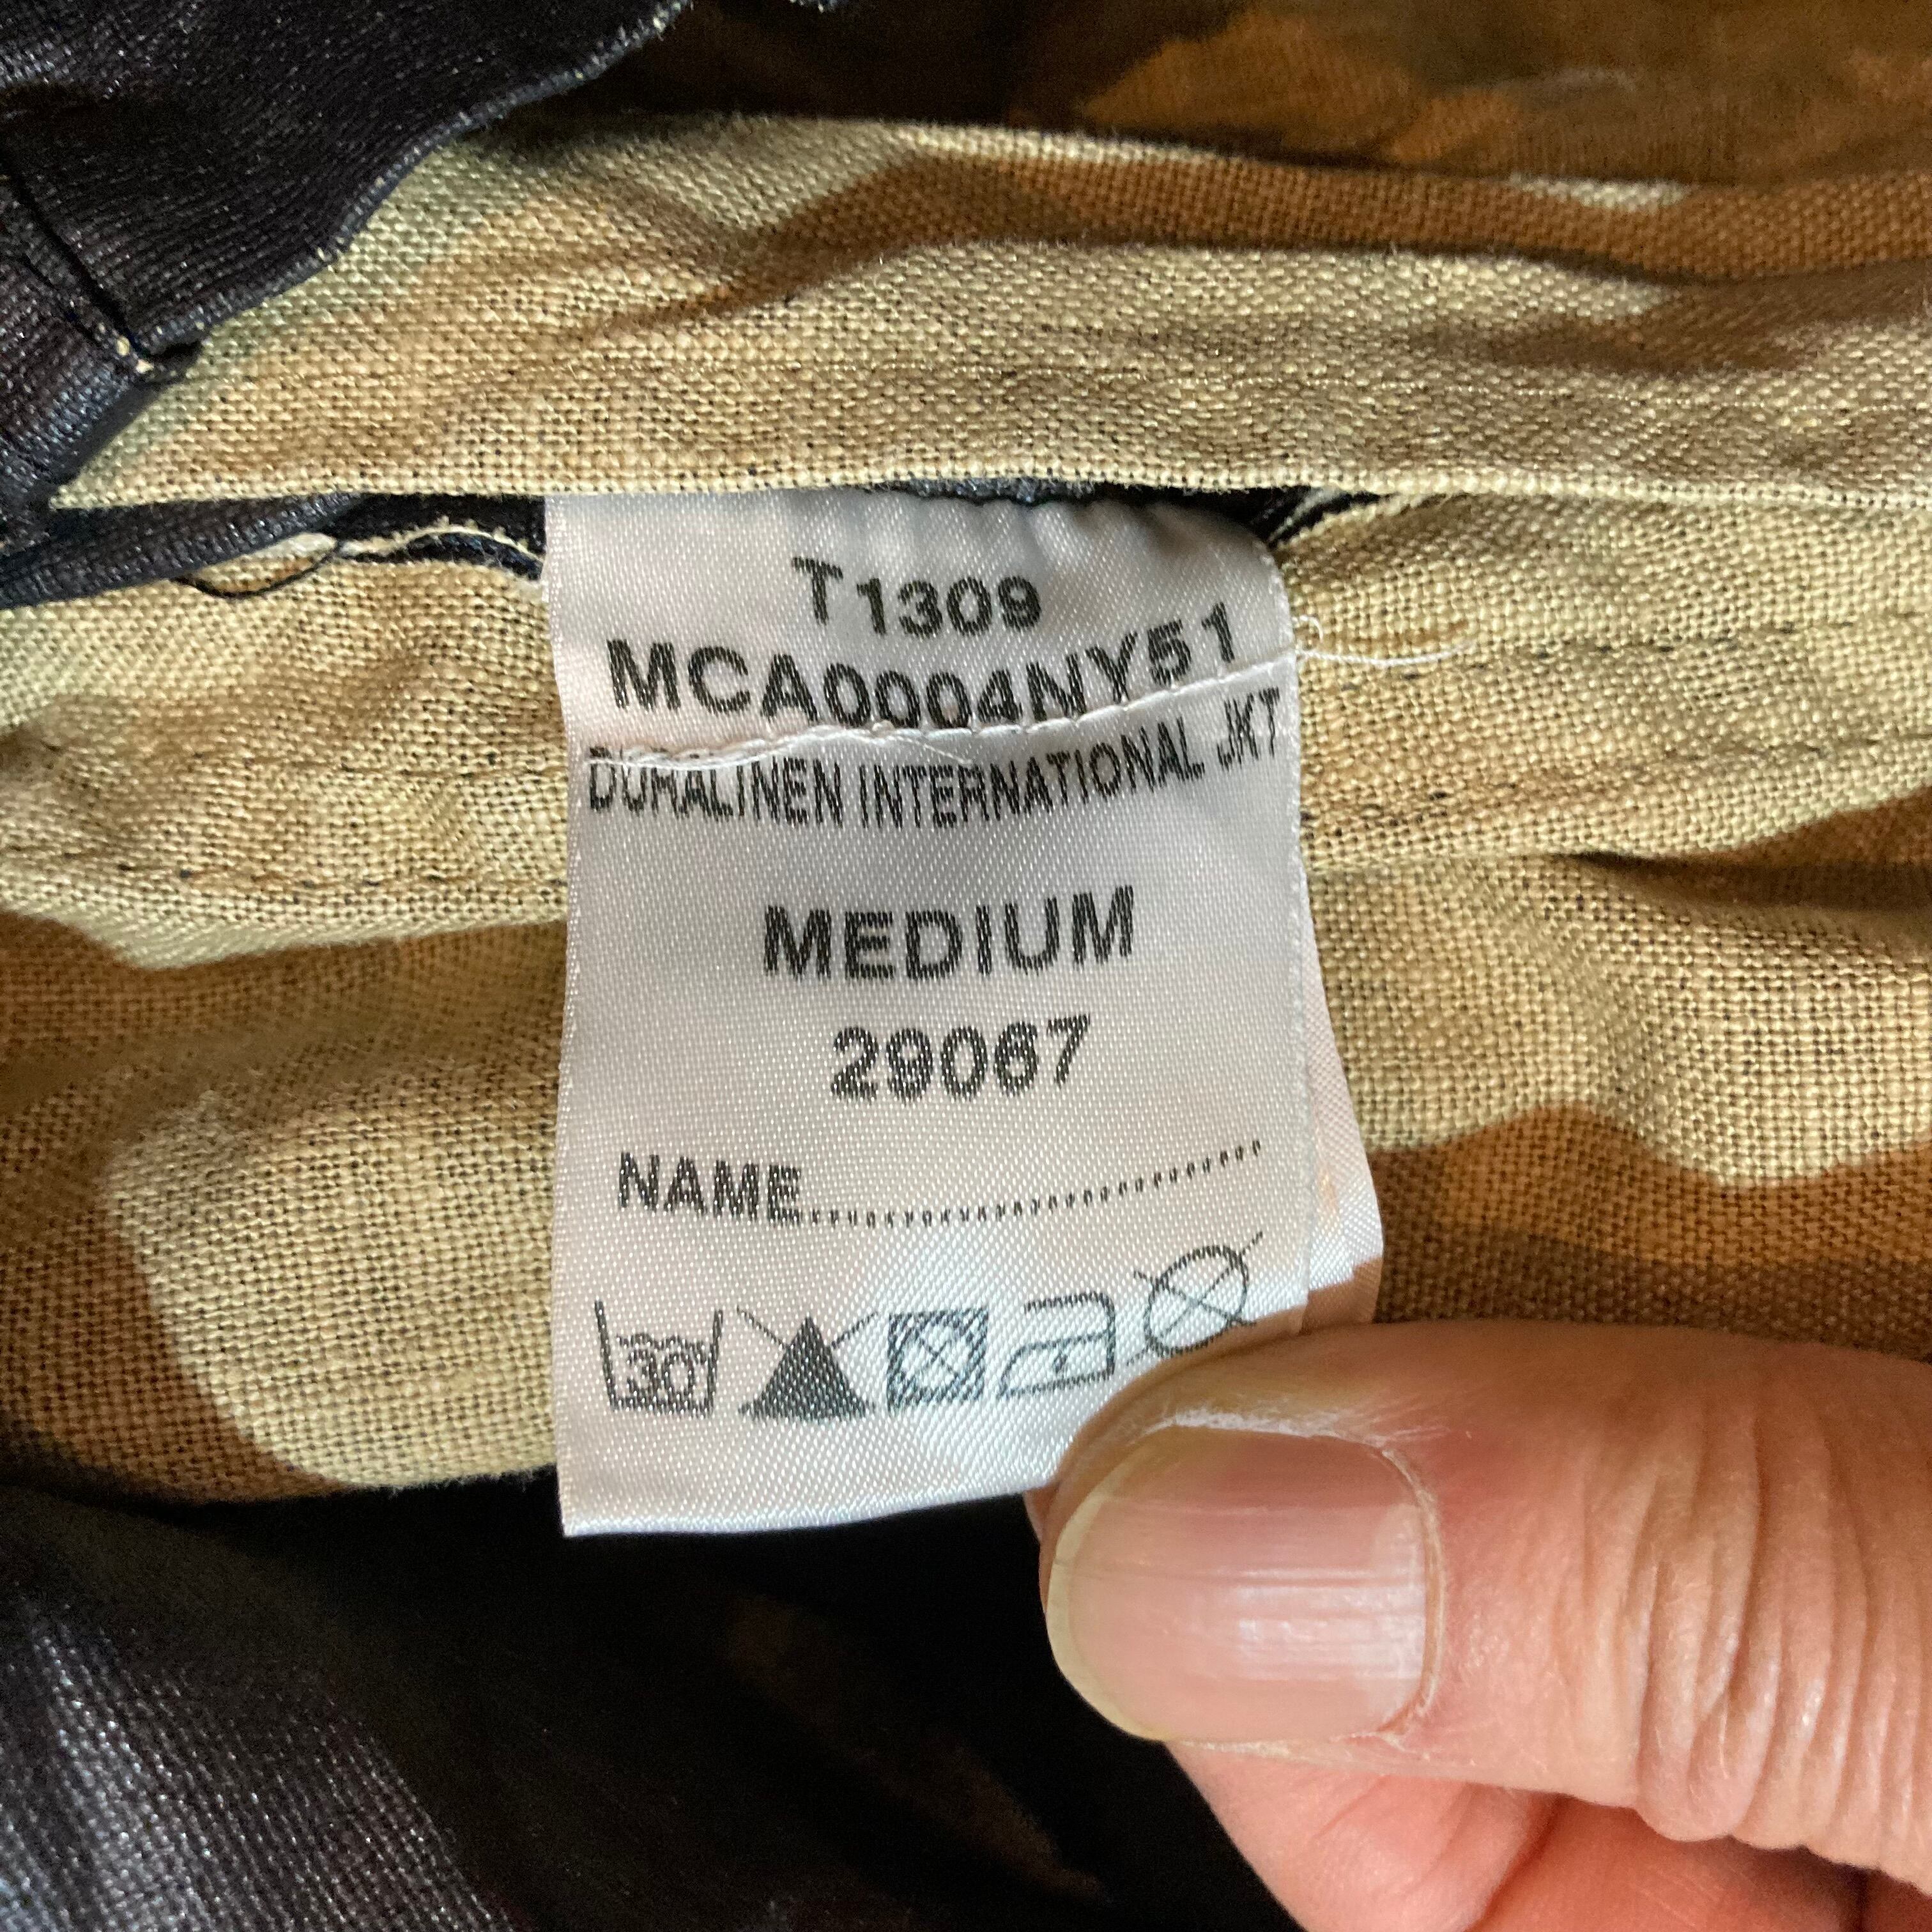 T1309
MCA0004NY51
DURALINEN INTERNATIONAL JKT
MEDIUM
29067
NAME................................................
30